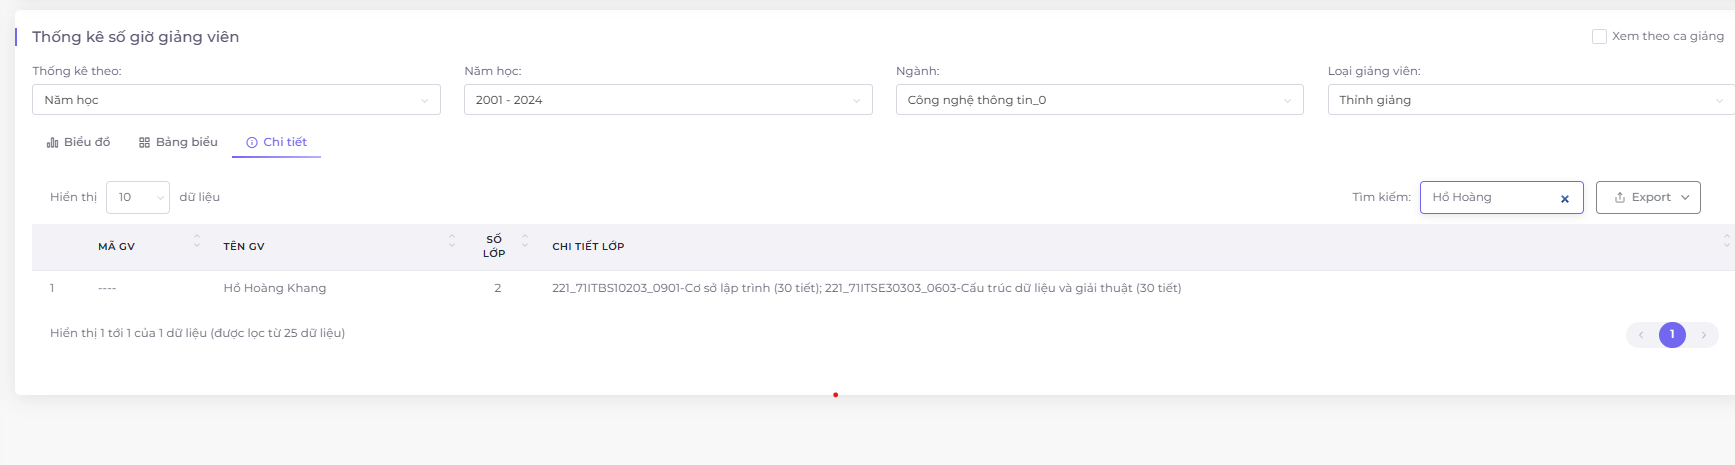 Thống kê số giờ giảng viên
Xem theo ca giảng
Thống kê theo:
Năm học:
Ngành:
Loại giảng viên:
Năm học
2001 - 2024
Công nghệ thông tin_0
Thỉnh giảng
Biểu đồ
Bảng biểu
Chi tiết
Hiển thị 10 dữ liệu
Tìm kiếm: Hồ Hoàng
Export
MÃ GV
TÊN GV
SỐ LỚP
CHI TIẾT LỚP
1 ---- Hồ Hoàng Khang 2 221_71ITBS10203_0901-Cơ sở lập trình (30 tiết); 221_71ITSE30303_0603-Cấu trúc dữ liệu và giải thuật (30 tiết)
Hiển thị 1 tới 1 của 1 dữ liệu (được lọc từ 25 dữ liệu)
1